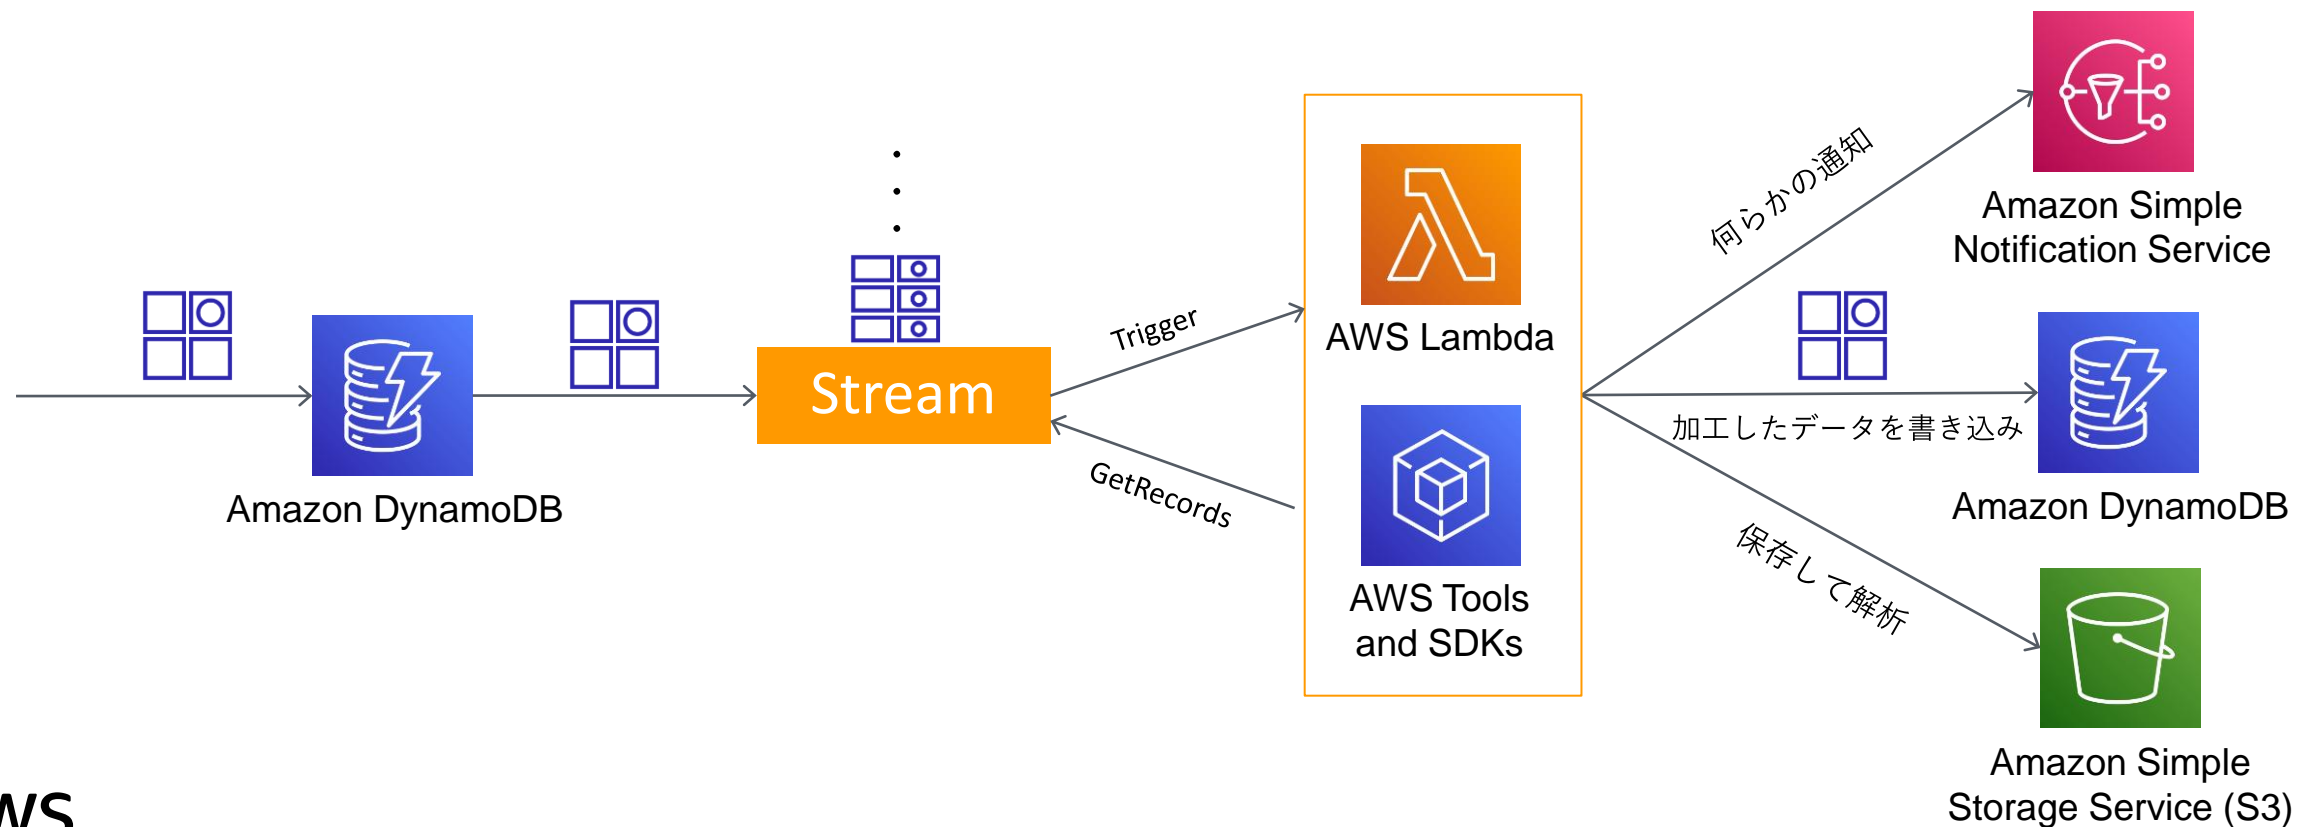 Amazon DynamoDB
Stream
Trigger
GetRecords
AWS Lambda
AWS Tools
and SDKs
何らかの通知
加工したデータを書き込み
保存して解析
Amazon Simple
Notification Service
Amazon DynamoDB
Amazon Simple
Storage Service (S3)